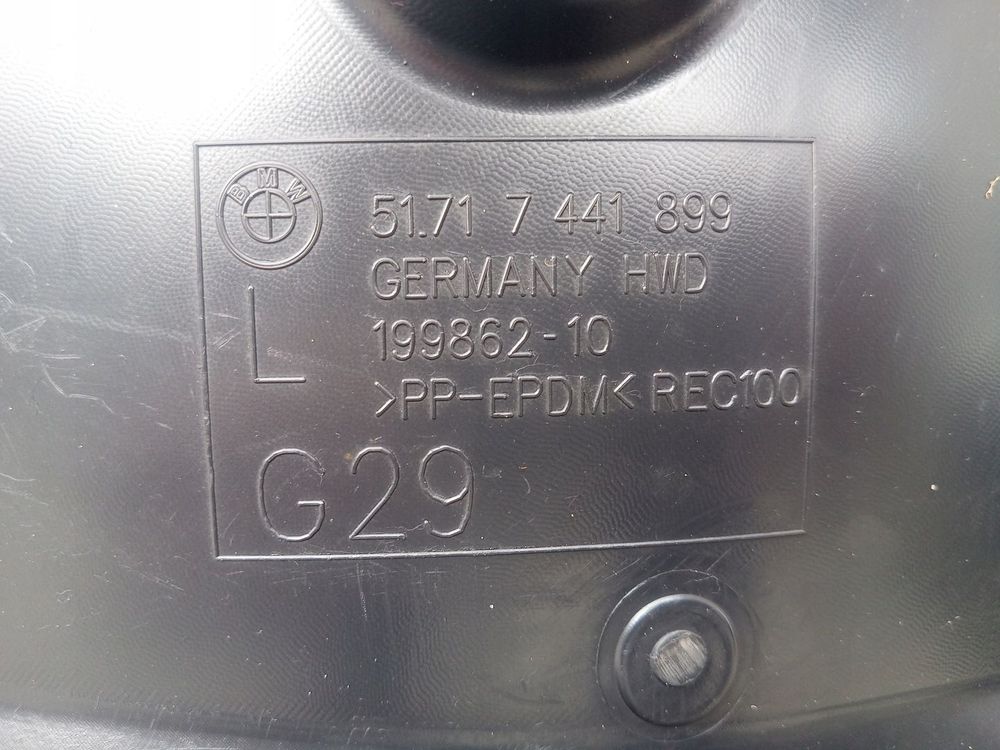 BMW
51.71 7 441 899
GERMANY HWD
L
199862-10
>PP-EPDM< REC100
G29